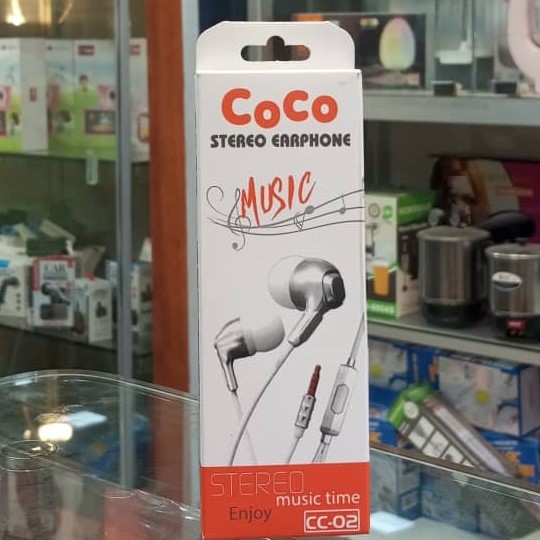 CoCo
STEREO EARPHONE
MUSIC
STEREO
music time
Enjoy
CC-02